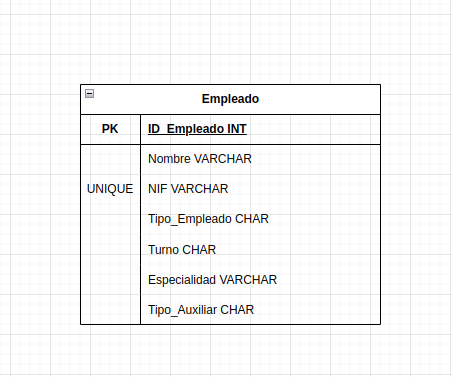 Empleado
PK ID_Empleado INT
Nombre VARCHAR
UNIQUE NIF VARCHAR
Tipo_Empleado CHAR
Turno CHAR
Especialidad VARCHAR
Tipo_Auxiliar CHAR